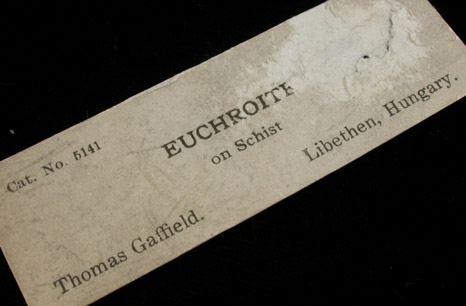 Cat. No. 5141
EUCHROITE
on Schist
Libethen, Hungary.
Thomas Gaffield.